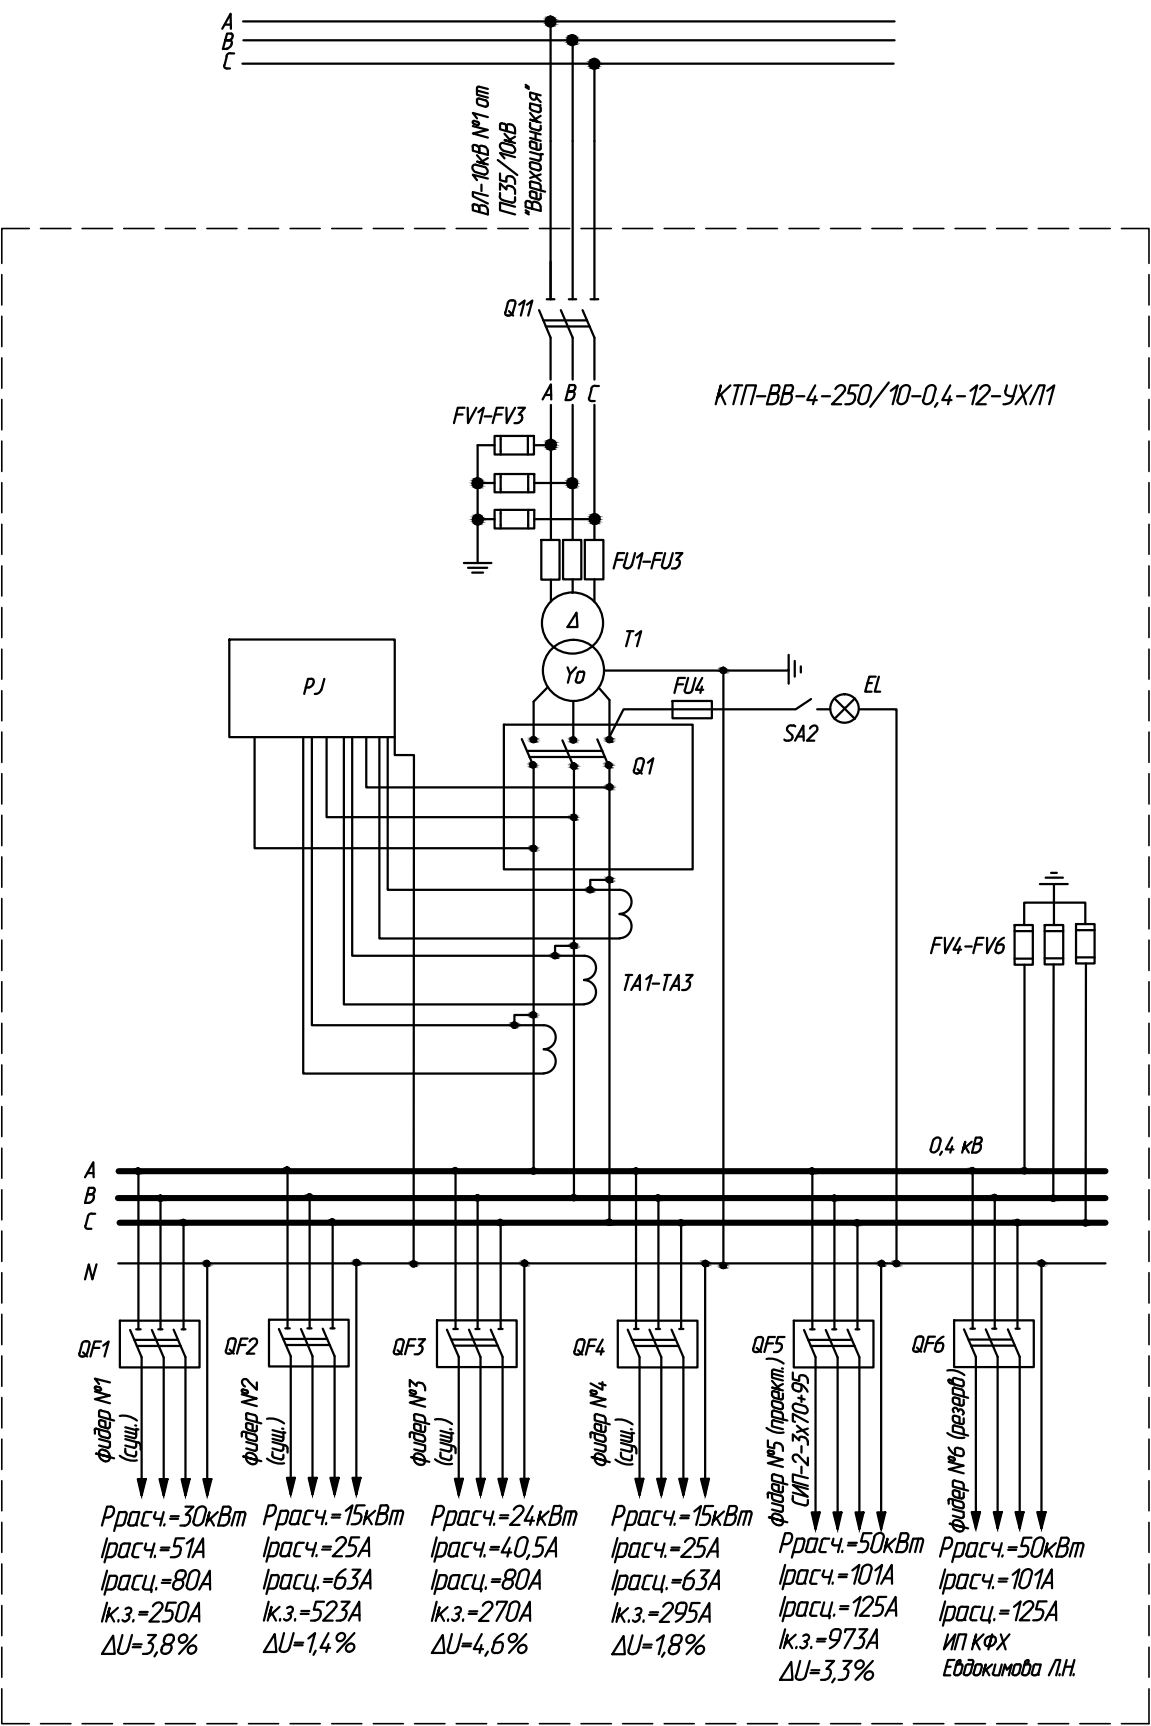 A
B
C
ВЛ-10кВ №1 от
ПС35/10кВ
"Верхоценская"
Q11
A B C
КТП-ВВ-4-250/10-0,4-12-УХЛ1
FV1-FV3
FU1-FU3
Δ
T1
Yo
PJ
FU4
EL
SA2
Q1
FV4-FV6
TA1-TA3
0,4 кВ
A
B
C
N
QF1
QF2
QF3
QF4
QF5
QF6
фидер №1
(сущ.)
фидер №2
(сущ.)
фидер №3
(сущ.)
фидер №4
(сущ.)
фидер №5 (проект.)
СИП-2-3х70+95
фидер №6 (резерв)
Ррасч.=30кВт
Iрасч.=51А
Iрасц.=80А
Iк.з.=250А
ΔU=3,8%
Ррасч.=15кВт
Iрасч.=25А
Iрасц.=63А
Iк.з.=523А
ΔU=1,4%
Ррасч.=24кВт
Iрасч.=40,5А
Iрасц.=80А
Iк.з.=270А
ΔU=4,6%
Ррасч.=15кВт
Iрасч.=25А
Iрасц.=63А
Iк.з.=295А
ΔU=1,8%
Ррасч.=50кВт
Iрасч.=101А
Iрасц.=125А
Iк.з.=973А
ΔU=3,3%
Ррасч.=50кВт
Iрасч.=101А
Iрасц.=125А
ИП КФХ
Евдокимова Л.Н.